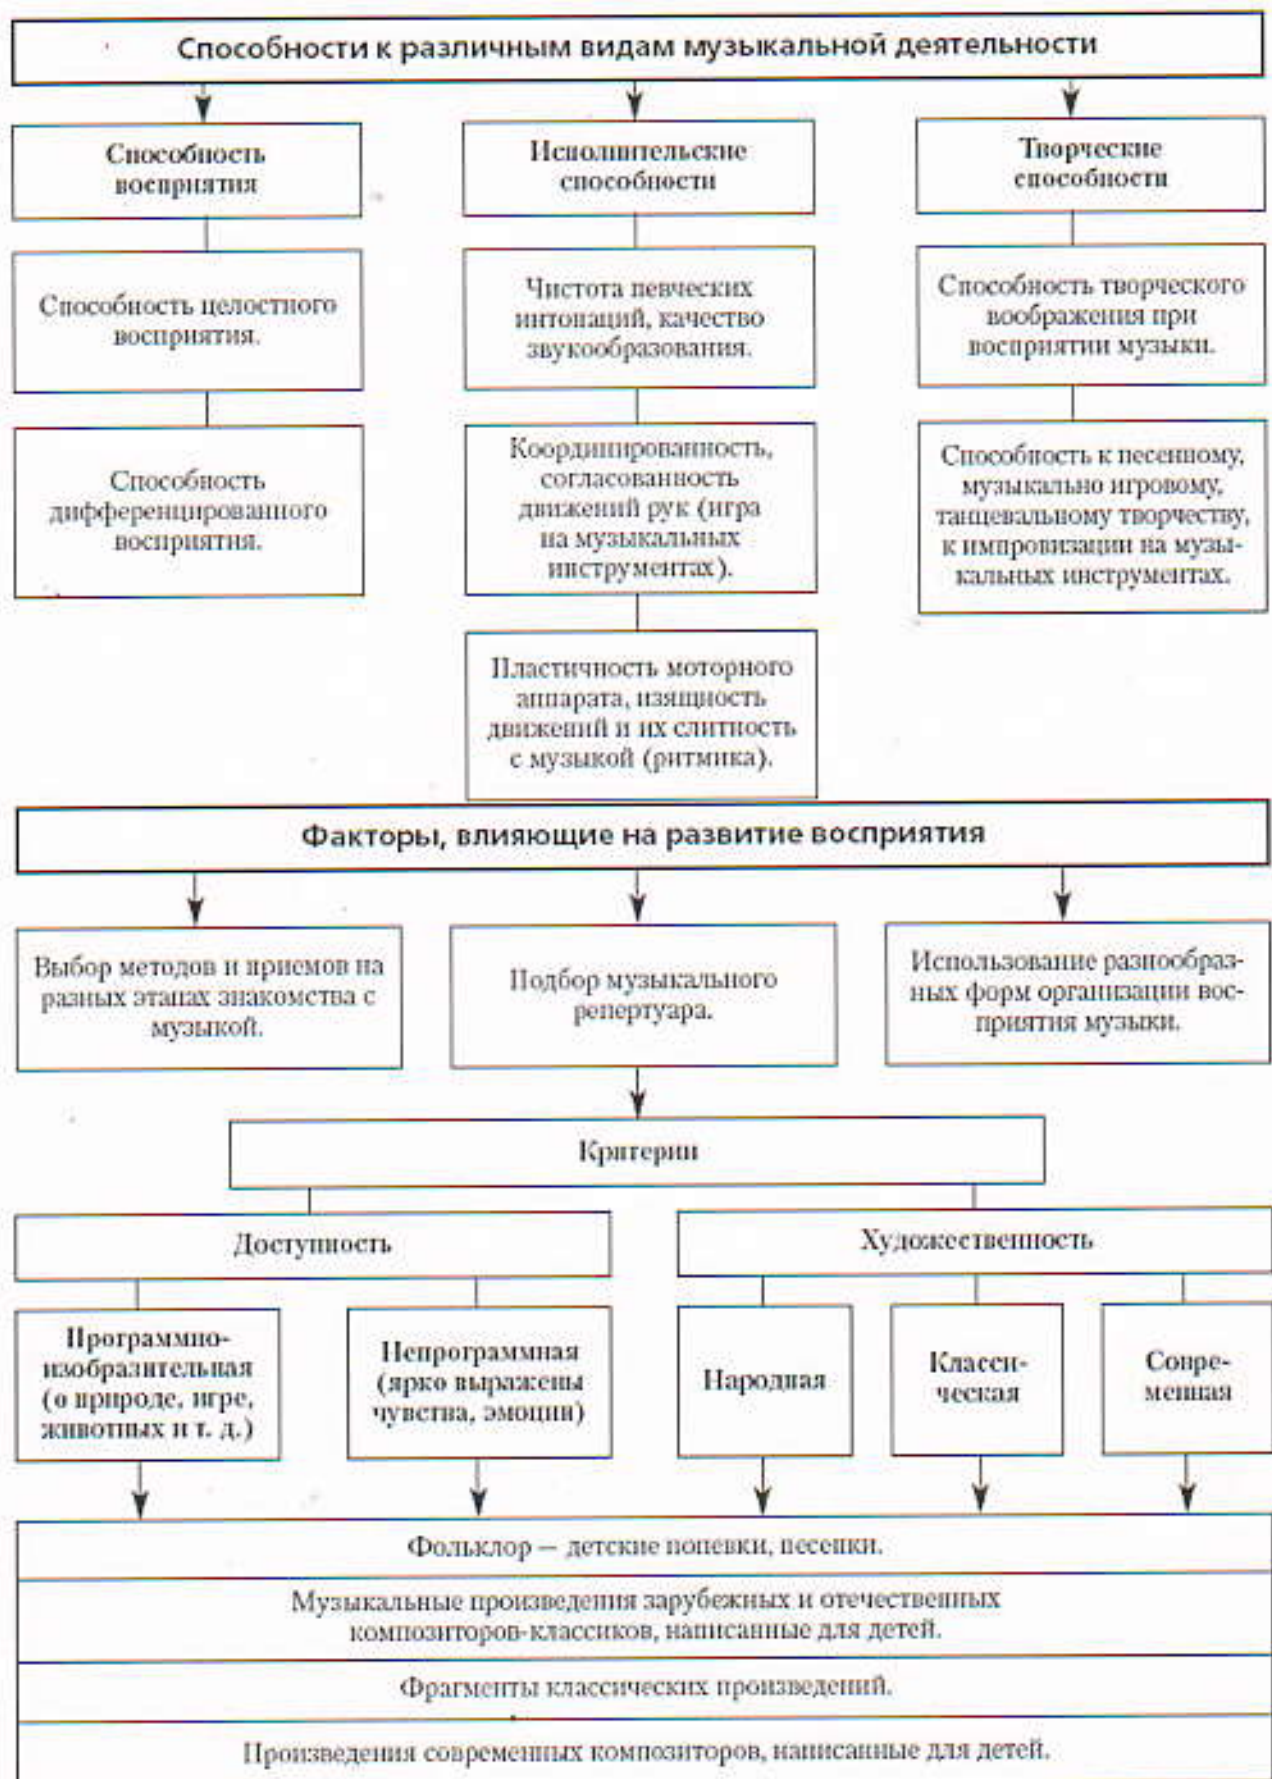 Способности к различным видам музыкальной деятельности
Способность
восприятия
Исполнительские
способности
Творческие
способности
Способность целостного
восприятия.
Чистота певческих
интонаций, качество
звукообразования.
Способность творческого
воображения при
восприятии музыки.
Способность
дифференцированного
восприятия.
Координированность,
согласованность
движений рук (игра
на музыкальных
инструментах).
Способность к песенному,
музыкально игровому,
танцевальному творчеству,
к импровизации на музы-
кальных инструментах.
Пластичность моторного
аппарата, изящность
движений и их слитность
с музыкой (ритмика).
Факторы, влияющие на развитие восприятия
Выбор методов и приемов на
разных этапах знакомства с
музыкой.
Подбор музыкального
репертуара.
Использование разнообраз-
ных форм организации вос-
приятия музыки.
Критерии
Доступность
Художественность
Программно-
изобразительная
(о природе, игре,
животных и т. д.)
Непрограммная
(ярко выражены
чувства, эмоции)
Народная
Класси-
ческая
Совре-
менная
Фольклор — детские попевки, песенки.
Музыкальные произведения зарубежных и отечественных
композиторов-классиков, написанные для детей.
Фрагменты классических произведений.
Произведения современных композиторов, написанные для детей.